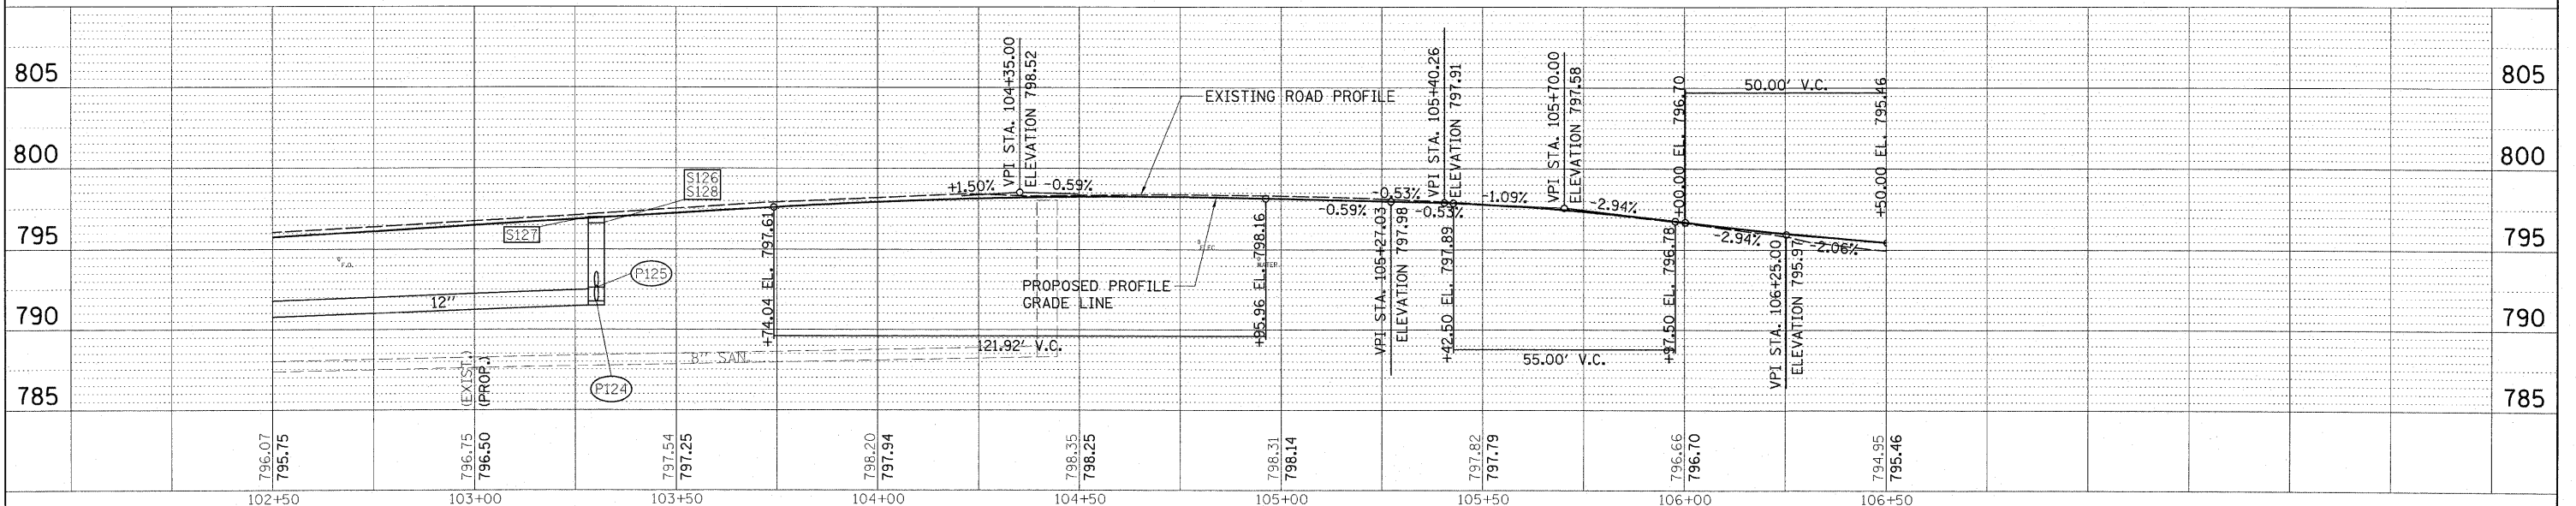 805
805
800
800
795
795
790
790
785
785
VPI STA. 104+35.00
ELEVATION 798.52
EXISTING ROAD PROFILE
VPI STA. 105+40.26
ELEVATION 797.91
VPI STA. 105+70.00
ELEVATION 797.58
+00.00 EL. 796.70
50.00' V.C.
+50.00 EL. 795.46
S126
S128
S127
+1.50%
-0.59%
-0.53%
-0.59%
-0.53%
-1.09%
-2.94%
-2.94%
-2.06%
F.O.
ELEC
WATER
P125
P124
12''
8'' SAN.
+74.04 EL. 797.61
121.92' V.C.
+95.96 EL. 798.16
PROPOSED PROFILE
GRADE LINE
VPI STA. 105+27.03
ELEVATION 797.98
+42.50 EL. 797.89
55.00' V.C.
+97.50 EL. 796.78
VPI STA. 106+25.00
ELEVATION 795.97
(EXIST.)
(PROP.)
796.07
795.75
796.75
796.50
797.54
797.25
798.20
797.94
798.35
798.25
798.31
798.14
797.82
797.79
796.66
796.70
794.95
795.46
102+50
103+00
103+50
104+00
104+50
105+00
105+50
106+00
106+50